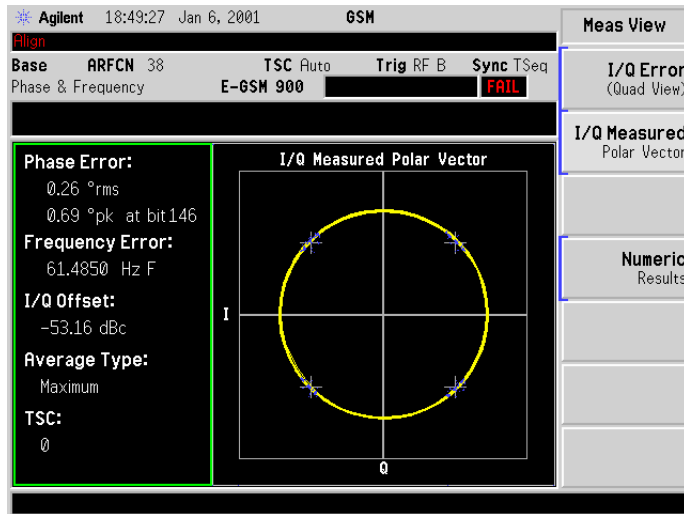 Agilent 18:49:27 Jan 6, 2001 GSM
Meas View
Align
Base ARFCN 38 TSC Auto Trig RF B Sync TSeq
Phase & Frequency E-GSM 900 FAIL
I/Q Error
(Quad View)
I/Q Measured
Polar Vector
Numeric
Results
Phase Error:
0.26 °rms
0.69 °pk at bit 146
Frequency Error:
61.4850 Hz F
I/Q Offset:
-53.16 dBc
Average Type:
Maximum
TSC:
0
I/Q Measured Polar Vector
I
Q